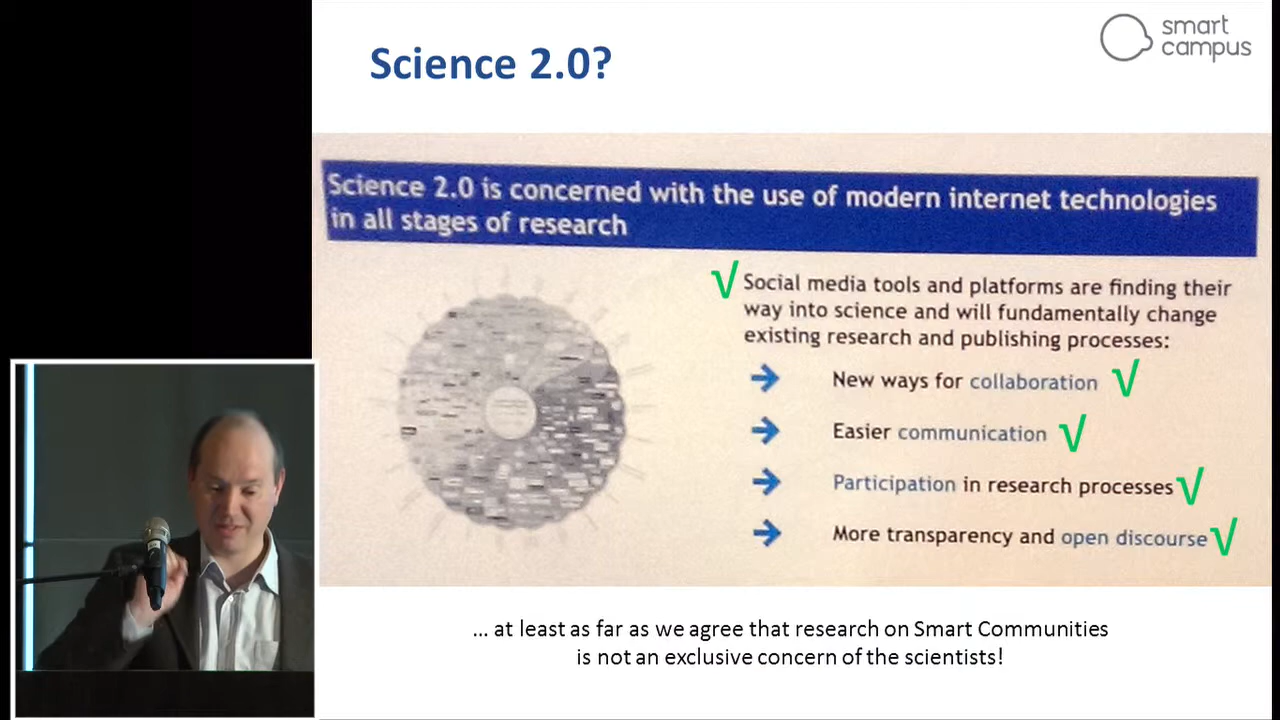 smart
campus
Science 2.0?
Science 2.0 is concerned with the use of modern internet technologies
in all stages of research
√ Social media tools and platforms are finding their
way into science and will fundamentally change
existing research and publishing processes:
→ New ways for collaboration √
→ Easier communication √
→ Participation in research processes √
→ More transparency and open discourse √
... at least as far as we agree that research on Smart Communities
is not an exclusive concern of the scientists!